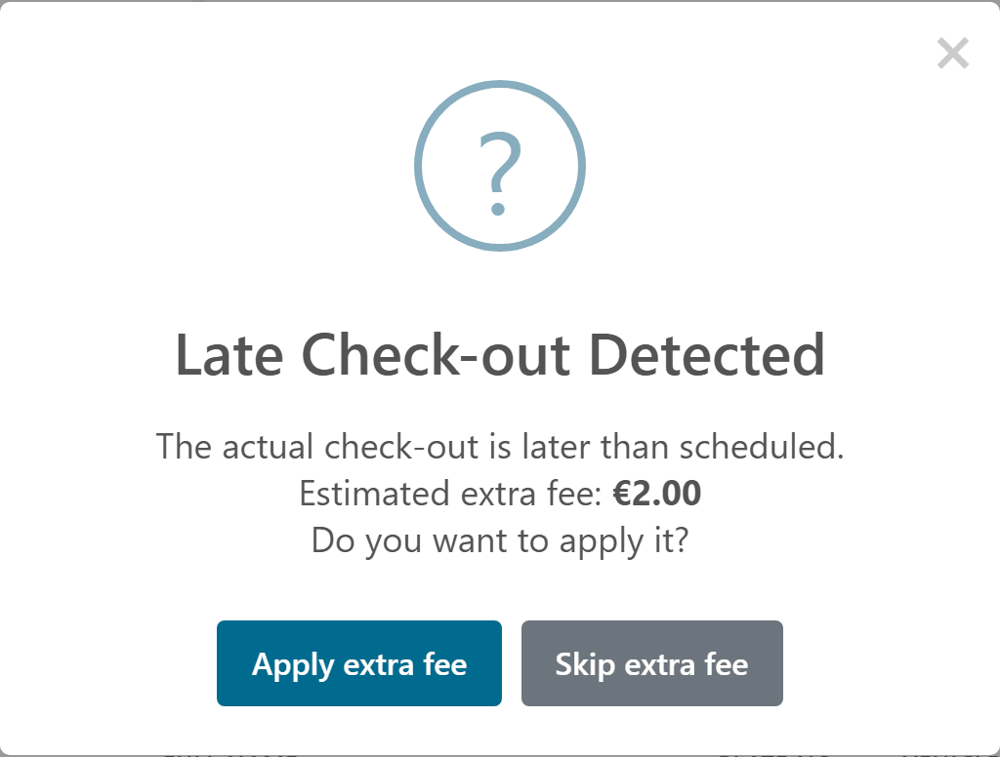 ?
Late Check-out Detected
The actual check-out is later than scheduled.
Estimated extra fee: €2.00
Do you want to apply it?
Apply extra fee
Skip extra fee